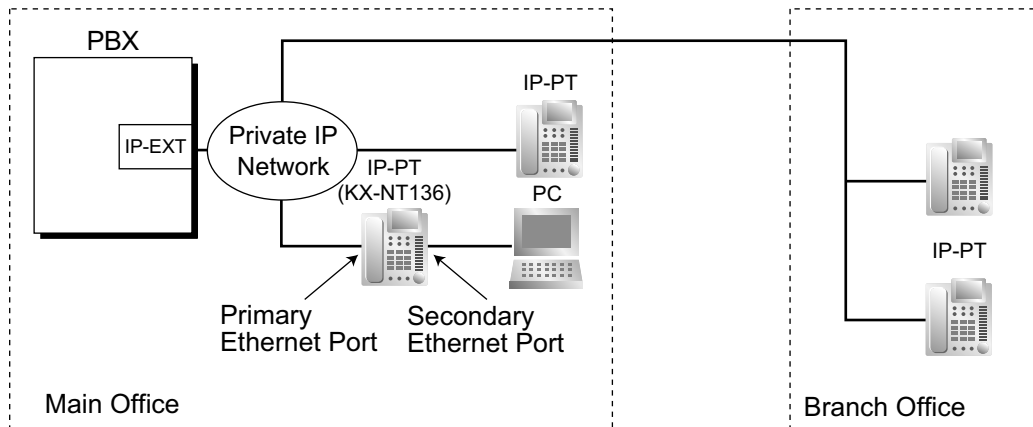 PBX
IP-EXT
Private IP
Network
IP-PT
IP-PT
(KX-NT136)
PC
Primary
Ethernet Port
Secondary
Ethernet Port
Main Office
IP-PT
Branch Office